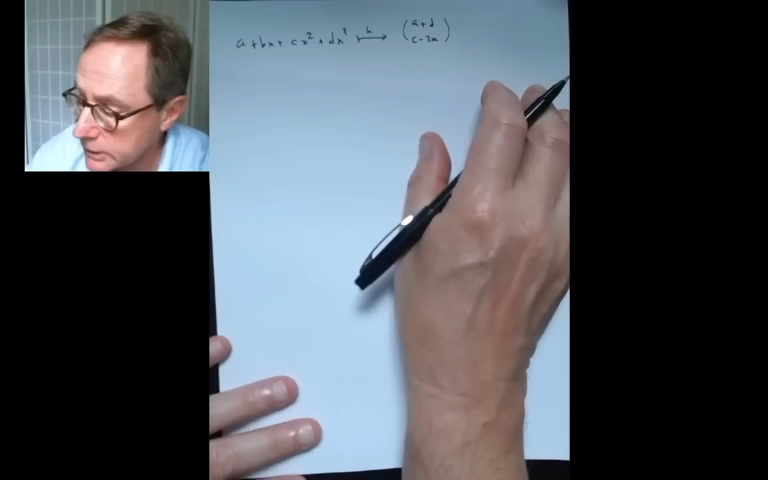 a + bx + cx² + dx³ ⟼ʰ (a+d
c-2a)